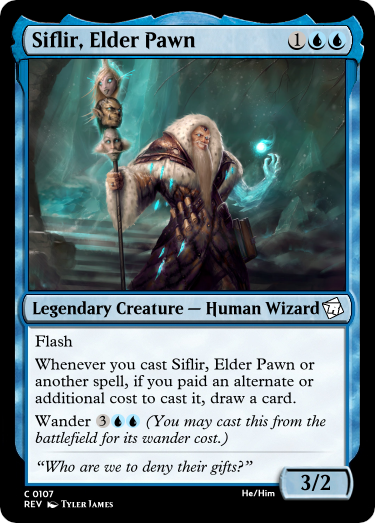 Siflir, Elder Pawn 1
Legendary Creature — Human Wizard
Flash
Whenever you cast Siflir, Elder Pawn or
another spell, if you paid an alternate or
additional cost to cast it, draw a card.
Wander 3 (You may cast this from the
battlefield for its wander cost.)
“Who are we to deny their gifts?”
3/2
C 0107
He/Him
REV TYLER JAMES